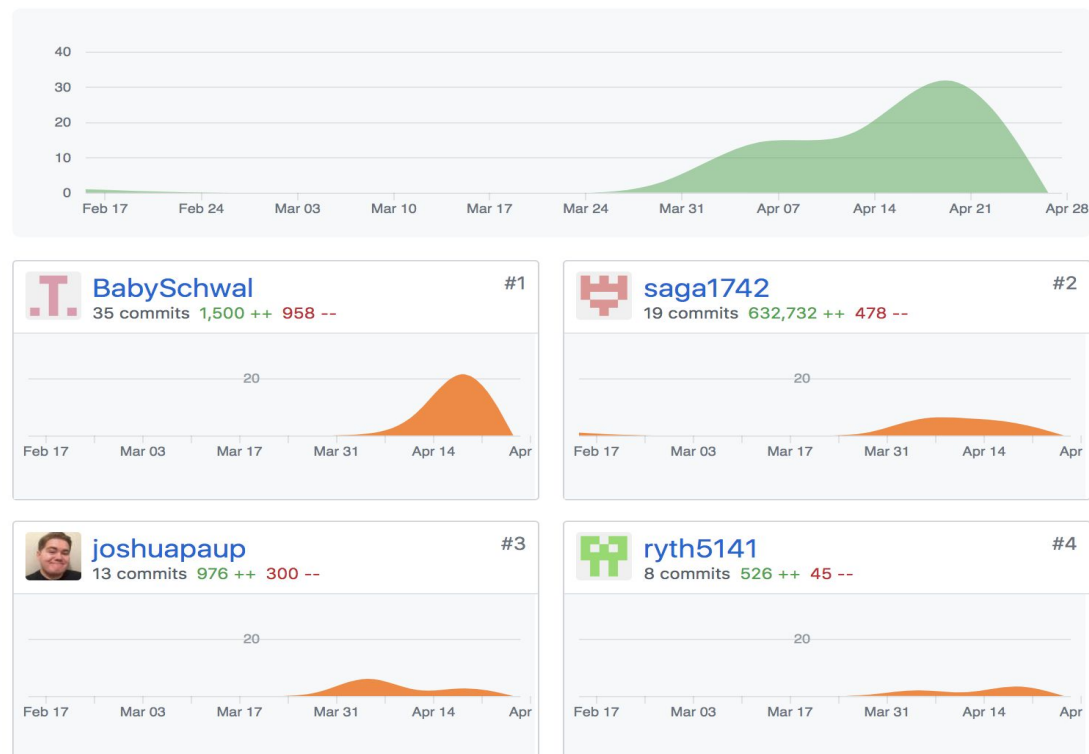 40
30
20
10
0
Feb 17 Feb 24 Mar 03 Mar 10 Mar 17 Mar 24 Mar 31 Apr 07 Apr 14 Apr 21 Apr 28
BabySchwal #1
35 commits 1,500 ++ 958 --
20
Feb 17 Mar 03 Mar 17 Mar 31 Apr 14 Apr
saga1742 #2
19 commits 632,732 ++ 478 --
20
Feb 17 Mar 03 Mar 17 Mar 31 Apr 14 Apr
joshuapaup #3
13 commits 976 ++ 300 --
20
Feb 17 Mar 03 Mar 17 Mar 31 Apr 14 Apr
ryth5141 #4
8 commits 526 ++ 45 --
20
Feb 17 Mar 03 Mar 17 Mar 31 Apr 14 Apr